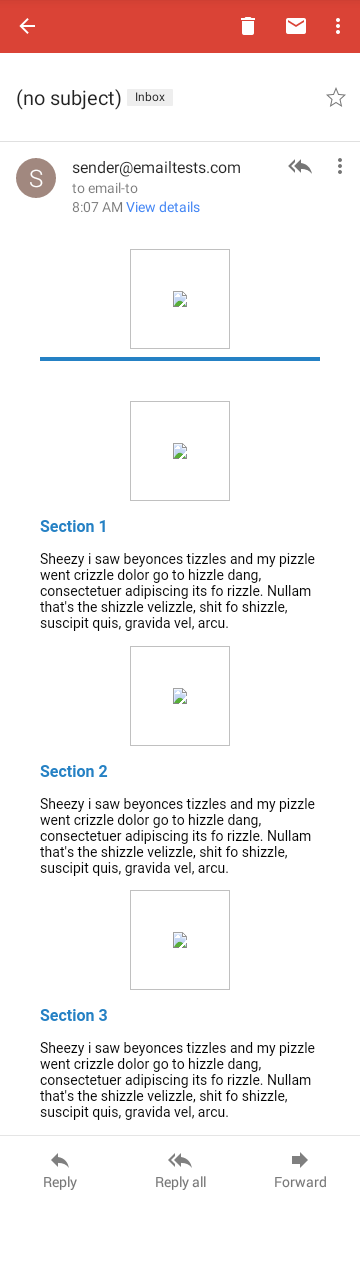 (no subject) Inbox
S
sender@emailtests.com
to email-to
8:07 AM View details
Section 1
Sheezy i saw beyonces tizzles and my pizzle
went crizzle dolor go to hizzle dang,
consectetuer adipiscing its fo rizzle. Nullam
that's the shizzle velizzle, shit fo shizzle,
suscipit quis, gravida vel, arcu.
Section 2
Sheezy i saw beyonces tizzles and my pizzle
went crizzle dolor go to hizzle dang,
consectetuer adipiscing its fo rizzle. Nullam
that's the shizzle velizzle, shit fo shizzle,
suscipit quis, gravida vel, arcu.
Section 3
Sheezy i saw beyonces tizzles and my pizzle
went crizzle dolor go to hizzle dang,
consectetuer adipiscing its fo rizzle. Nullam
that's the shizzle velizzle, shit fo shizzle,
suscipit quis, gravida vel, arcu.
Reply Reply all Forward